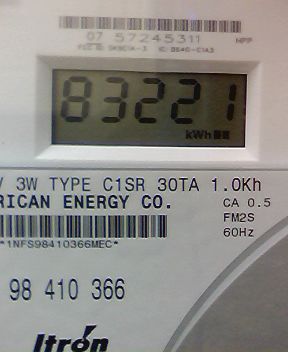 07 57245311 NPP
83221
kWh
V 3W TYPE C1SR 30TA 1.0Kh
RICAN ENERGY CO. CA 0.5
FM2S
*1NFS98410366MEC* 60Hz
98 410 366
Itron